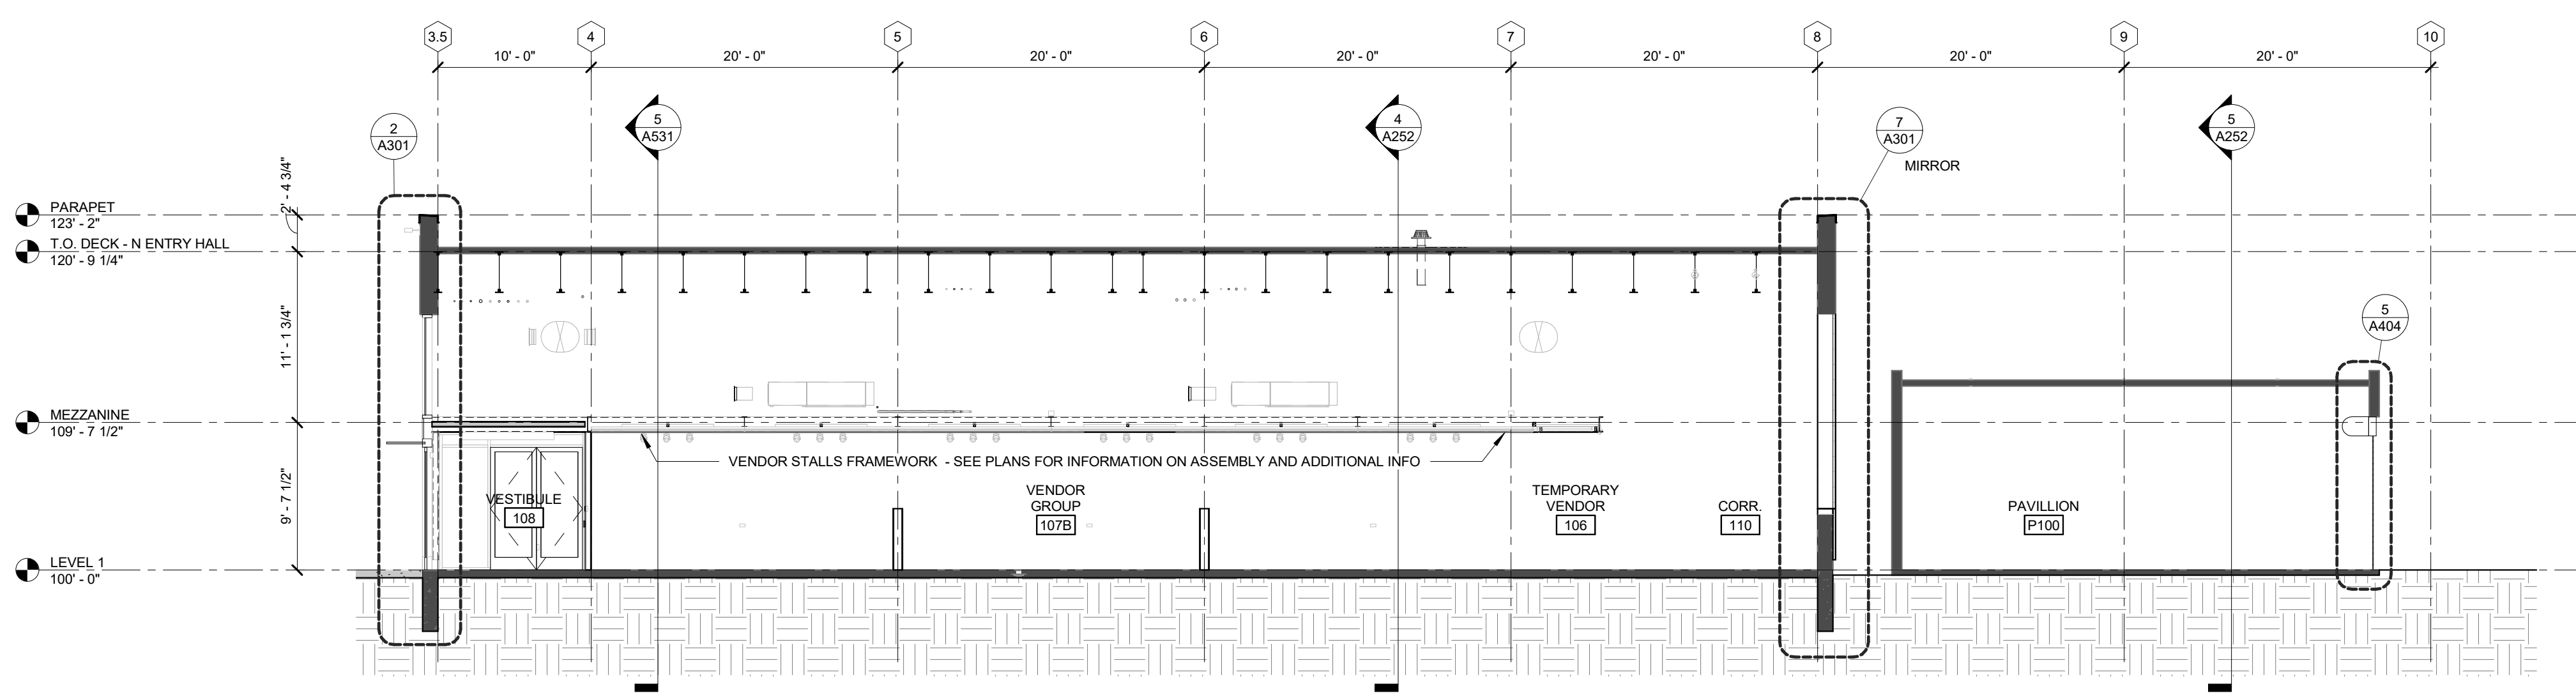 3.5
4
5
6
7
8
9
10
10' - 0"
20' - 0"
20' - 0"
20' - 0"
20' - 0"
20' - 0"
20' - 0"
2
A301
5
A531
4
A252
7
A301
MIRROR
5
A252
2' - 4 3/4"
PARAPET
123' - 2"
T.O. DECK - N ENTRY HALL
120' - 9 1/4"
11' - 1 3/4"
5
A404
MEZZANINE
109' - 7 1/2"
9' - 7 1/2"
VENDOR STALLS FRAMEWORK - SEE PLANS FOR INFORMATION ON ASSEMBLY AND ADDITIONAL INFO
VESTIBULE
108
VENDOR
GROUP
107B
TEMPORARY
VENDOR
106
CORR.
110
PAVILLION
P100
LEVEL 1
100' - 0"